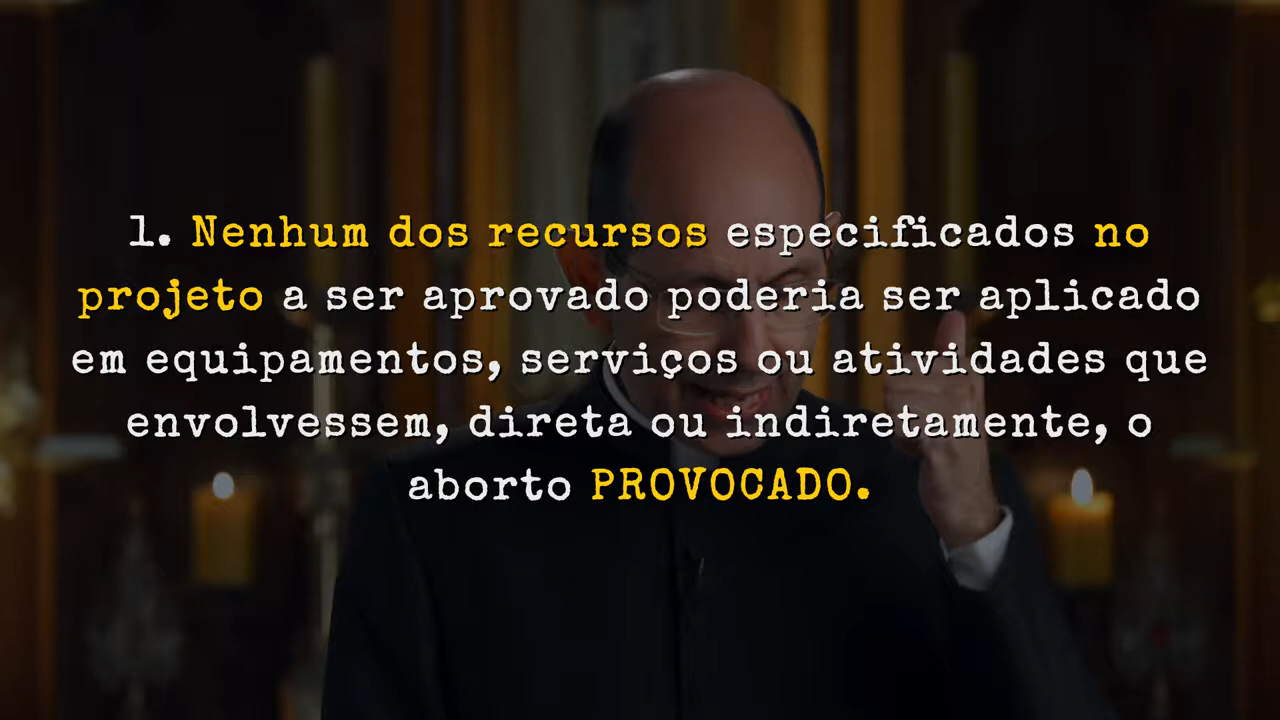 1. Nenhum dos recursos especificados no
projeto a ser aprovado poderia ser aplicado
em equipamentos, serviços ou atividades que
envolvessem, direta ou indiretamente, o
aborto PROVOCADO.